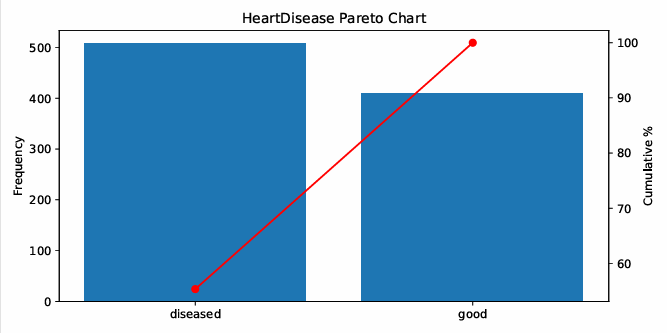 HeartDisease Pareto Chart
Frequency
500
400
300
200
100
0
100
90
80
70
60
Cumulative %
diseased
good